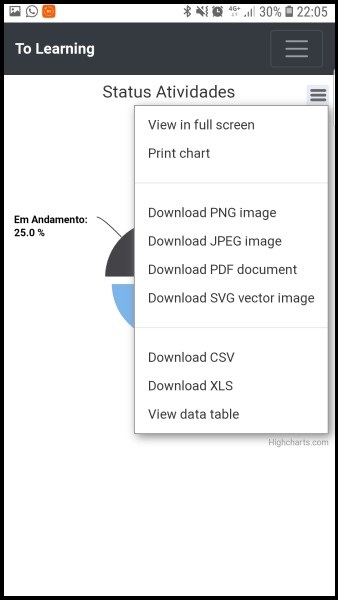 4G+ 30% 22:05
To Learning
Status Atividades
View in full screen
Print chart
Em Andamento:
25.0 %
Download PNG image
Download JPEG image
Download PDF document
Download SVG vector image
Download CSV
Download XLS
View data table
Highcharts.com